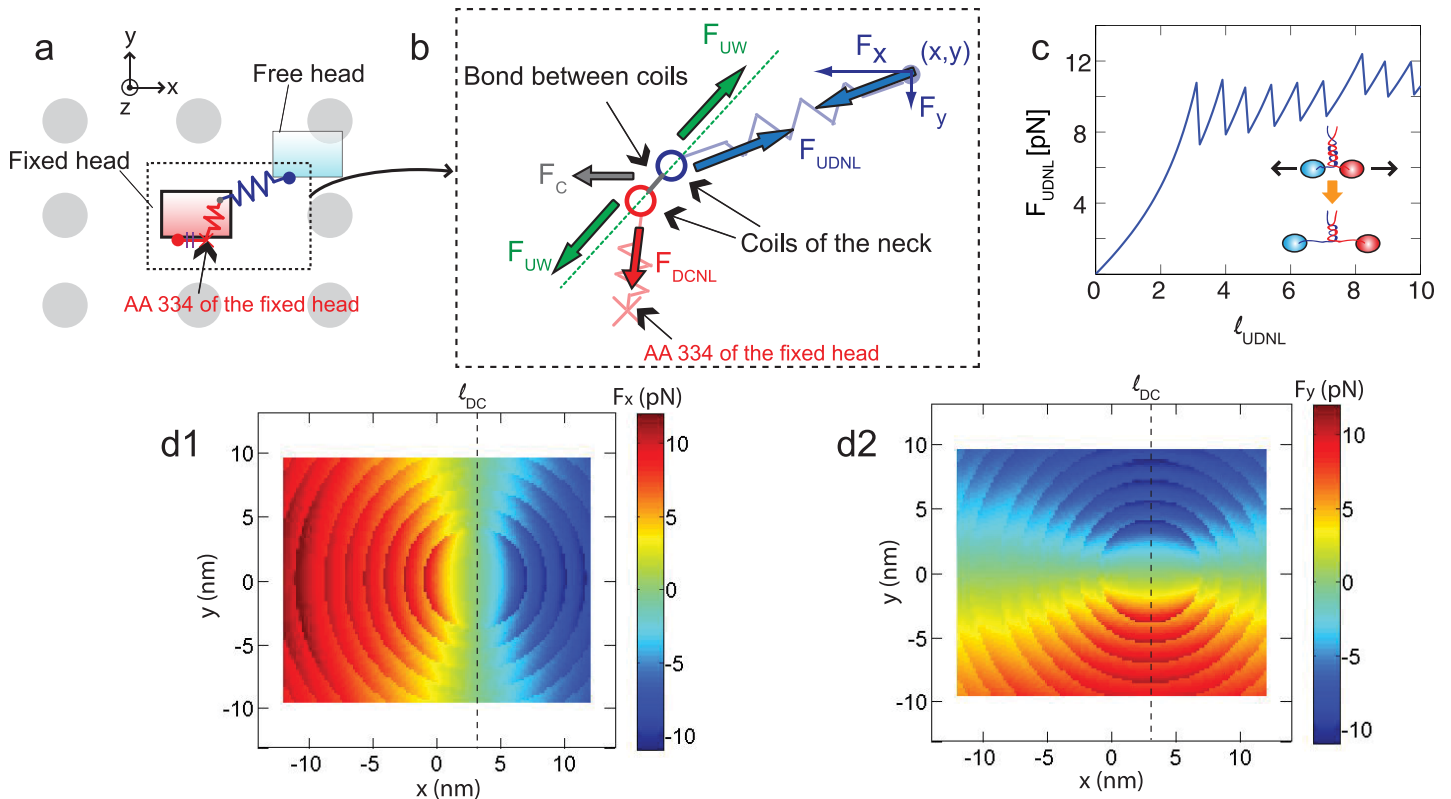 a
y
x
z
Free head
Fixed head
AA 334 of the fixed head
b
F_UW
F_x
(x,y)
F_y
Bond between coils
F_UDNL
F_C
Coils of the neck
F_UW
F_DCNL
AA 334 of the fixed head
c
F_UDNL [pN]
12
8
4
0 2 4 6 8 10
ℓ_UDNL
d1
ℓ_DC
F_x (pN)
10
5
0
-5
-10
y (nm)
-10 -5 0 5 10
x (nm)
10
5
0
-5
-10
d2
ℓ_DC
F_y (pN)
10
5
0
-5
-10
y (nm)
-10 -5 0 5 10
x (nm)
10
5
0
-5
-10